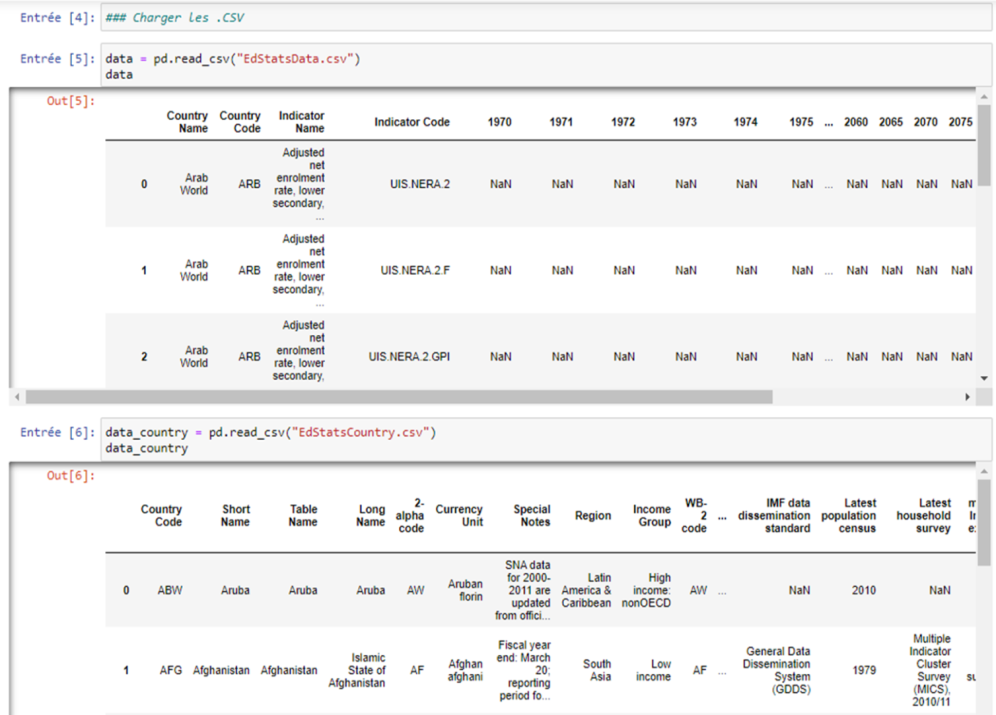 Entrée [4]: ### Charger les .CSV
Entrée [5]: data = pd.read_csv("EdStatsData.csv")
data
Out[5]:
Country Name Country Code Indicator Name Indicator Code 1970 1971 1972 1973 1974 1975 ... 2060 2065 2070 2075
0 Arab World ARB Adjusted net enrolment rate, lower secondary, ... UIS.NERA.2 NaN NaN NaN NaN NaN NaN ... NaN NaN NaN NaN
1 Arab World ARB Adjusted net enrolment rate, lower secondary, ... UIS.NERA.2.F NaN NaN NaN NaN NaN NaN ... NaN NaN NaN NaN
2 Arab World ARB Adjusted net enrolment rate, lower secondary, UIS.NERA.2.GPI NaN NaN NaN NaN NaN NaN ... NaN NaN NaN NaN
Entrée [6]: data_country = pd.read_csv("EdStatsCountry.csv")
data_country
Out[6]:
Country Code Short Name Table Name Long Name 2-alpha code Currency Unit Special Notes Region Income Group WB-2 code ... IMF data dissemination standard Latest population census Latest household survey
0 ABW Aruba Aruba Aruba AW Aruban florin SNA data for 2000-2011 are updated from offici... Latin America & Caribbean High income: nonOECD AW ... NaN 2010 NaN
1 AFG Afghanistan Afghanistan Islamic State of Afghanistan AF Afghan afghani Fiscal year end: March 20; reporting period fo... South Asia Low income AF ... General Data Dissemination System (GDDS) 1979 Multiple Indicator Cluster Survey (MICS), 2010/11